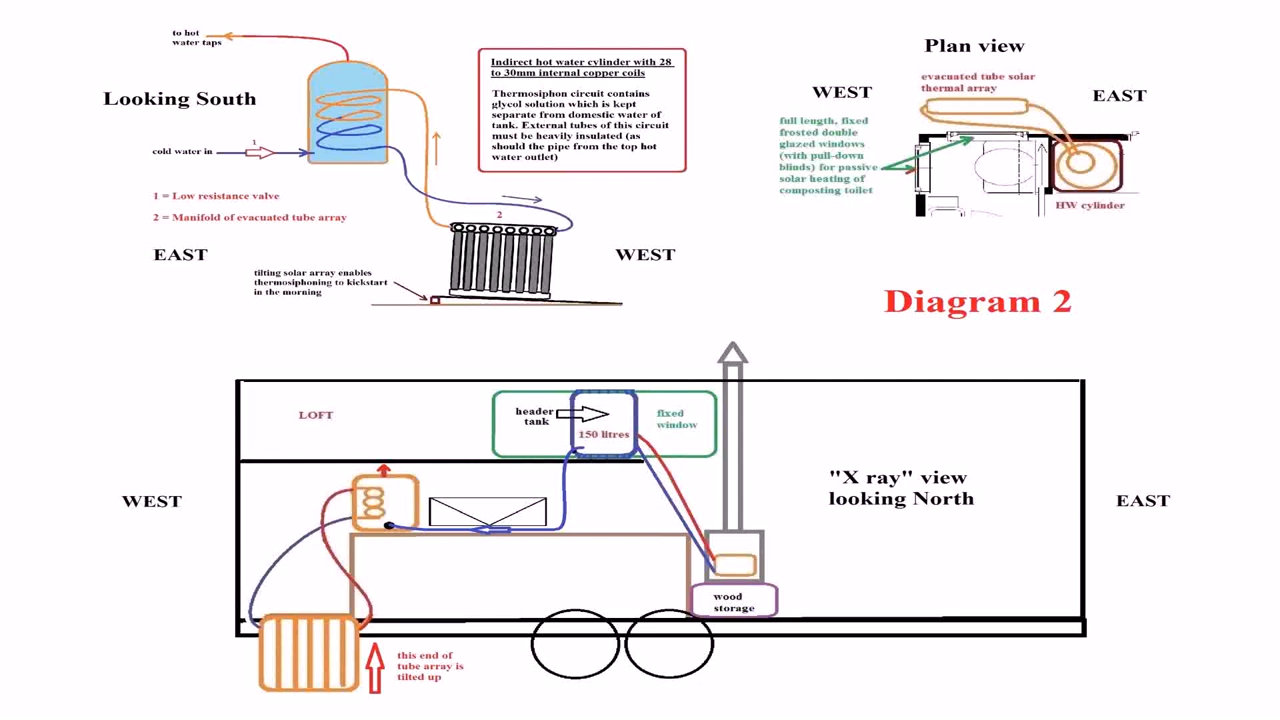 to hot
water taps
Looking South
cold water in
1
1 = Low resistance valve
2 = Manifold of evacuated tube array
EAST
WEST
2
tilting solar array enables
thermosiphoning to kickstart
in the morning
Indirect hot water cylinder with 28
to 30mm internal copper coils
Thermosiphon circuit contains
glycol solution which is kept
separate from domestic water of
tank. External tubes of this circuit
must be heavily insulated (as
should the pipe from the top hot
water outlet)
Plan view
evacuated tube solar
thermal array
WEST
EAST
full length, fixed
frosted double
glazed windows
(with pull-down
blinds) for passive
solar heating of
composting toilet
HW cylinder
Diagram 2
LOFT
header
tank
150 litres
fixed
window
"X ray" view
looking North
WEST
EAST
wood
storage
this end of
tube array is
tilted up